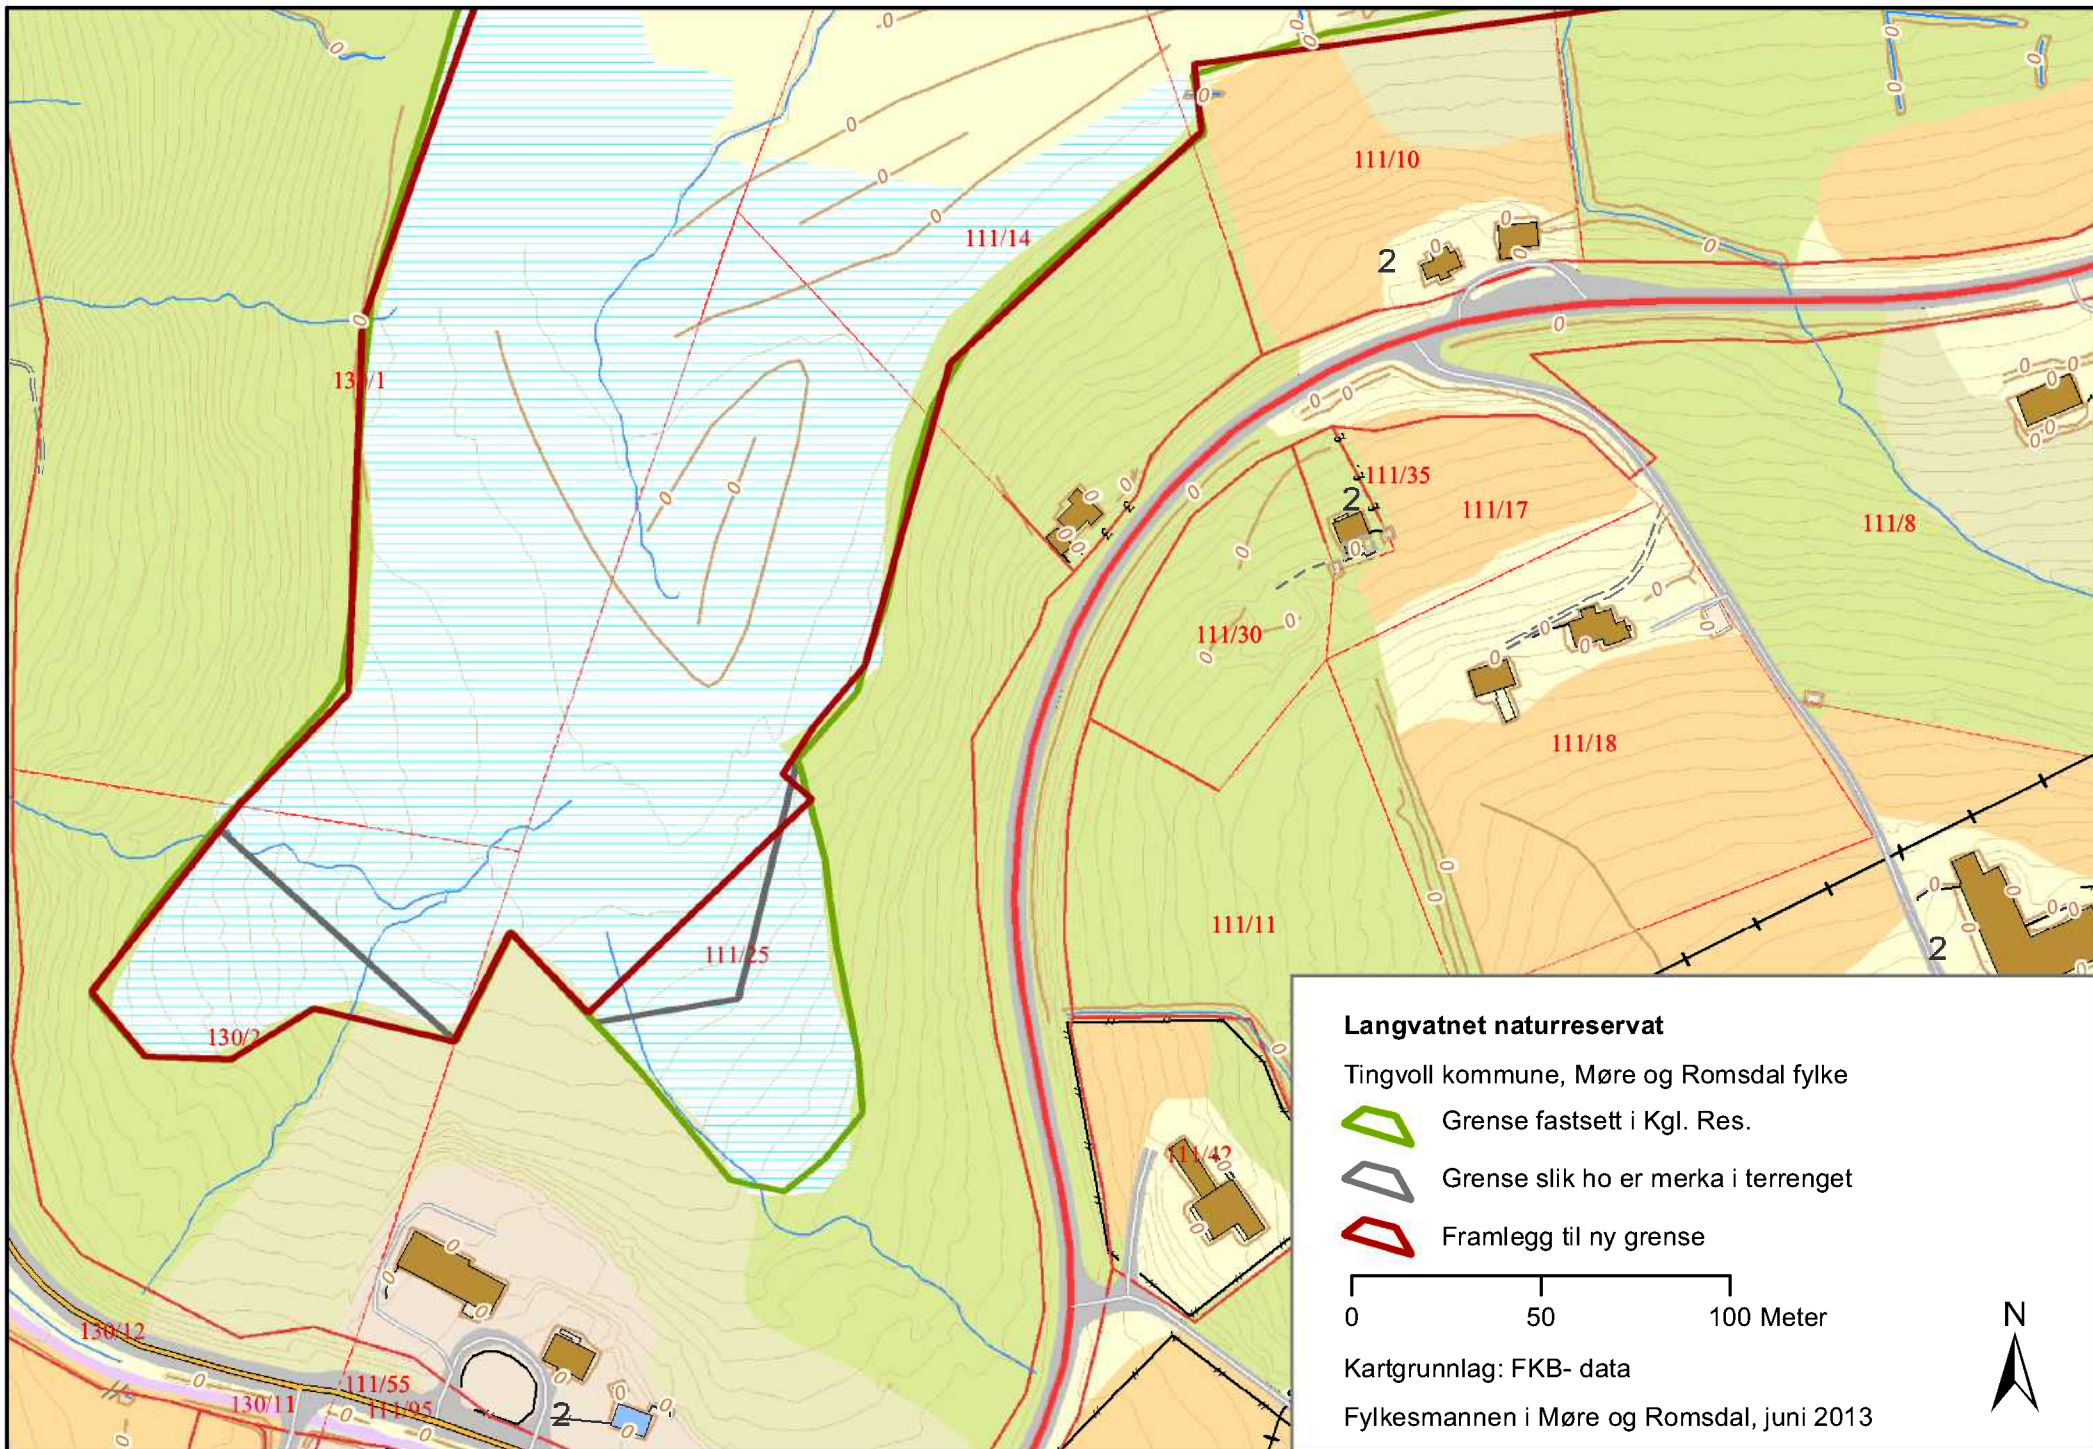 111/10
111/14
2
130/1
111/35
2
111/17
111/8
111/30
111/18
111/25
111/11
2
130/2
111/42
130/12
111/55
130/11
111/95
2
Langvatnet naturreservat
Tingvoll kommune, Møre og Romsdal fylke
Grense fastsett i Kgl. Res.
Grense slik ho er merka i terrenget
Framlegg til ny grense
0 50 100 Meter
N
Kartgrunnlag: FKB- data
Fylkesmannen i Møre og Romsdal, juni 2013